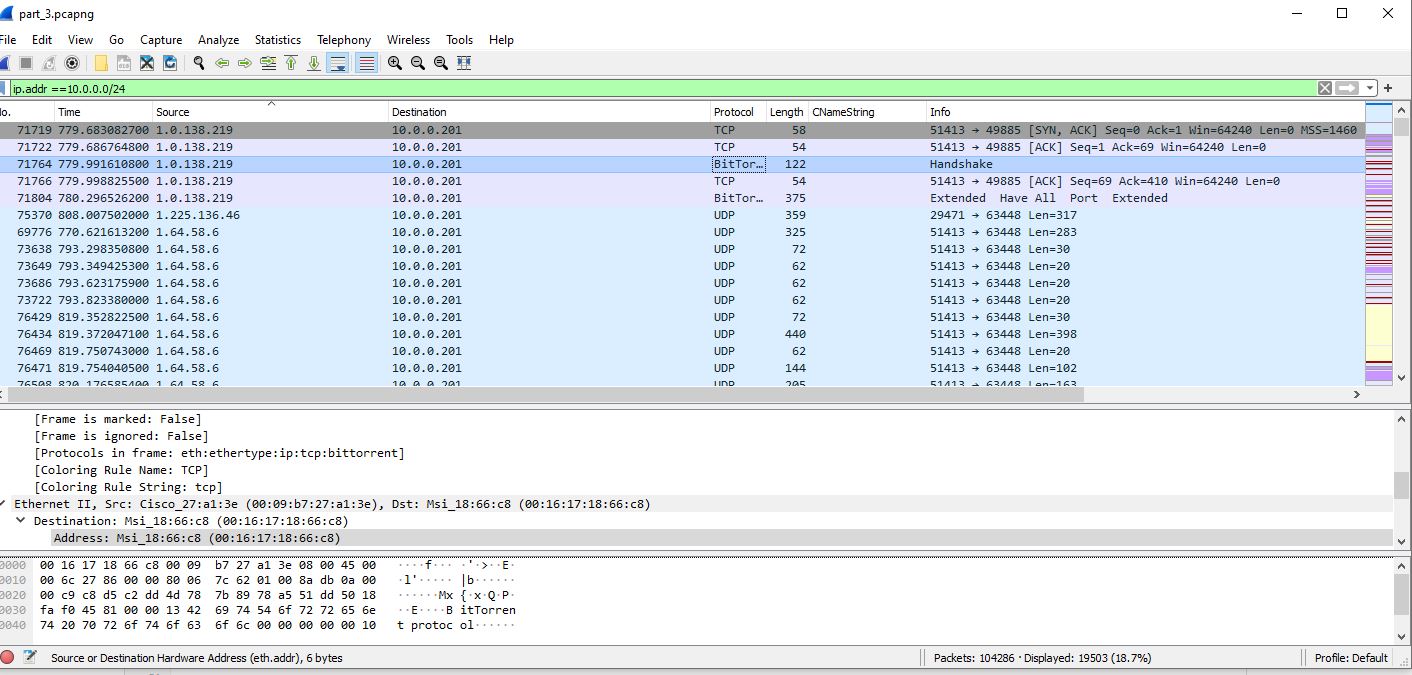 part_3.pcapng
File Edit View Go Capture Analyze Statistics Telephony Wireless Tools Help
ip.addr ==10.0.0.0/24
No. Time Source Destination Protocol Length CNameString Info
71719 779.683082700 1.0.138.219 10.0.0.201 TCP 58 51413 → 49885 [SYN, ACK] Seq=0 Ack=1 Win=64240 Len=0 MSS=1460
71722 779.686764800 1.0.138.219 10.0.0.201 TCP 54 51413 → 49885 [ACK] Seq=1 Ack=69 Win=64240 Len=0
71764 779.991610800 1.0.138.219 10.0.0.201 BitTor… 122 Handshake
71766 779.998825500 1.0.138.219 10.0.0.201 TCP 54 51413 → 49885 [ACK] Seq=69 Ack=410 Win=64240 Len=0
71804 780.296526200 1.0.138.219 10.0.0.201 BitTor… 375 Extended Have All Port Extended
75370 808.007502000 1.225.136.46 10.0.0.201 UDP 359 29471 → 63448 Len=317
69776 770.621613200 1.64.58.6 10.0.0.201 UDP 325 51413 → 63448 Len=283
73638 793.298350800 1.64.58.6 10.0.0.201 UDP 72 51413 → 63448 Len=30
73649 793.349425300 1.64.58.6 10.0.0.201 UDP 62 51413 → 63448 Len=20
73686 793.623175900 1.64.58.6 10.0.0.201 UDP 62 51413 → 63448 Len=20
73722 793.823380000 1.64.58.6 10.0.0.201 UDP 62 51413 → 63448 Len=20
76429 819.352822500 1.64.58.6 10.0.0.201 UDP 72 51413 → 63448 Len=30
76434 819.372047100 1.64.58.6 10.0.0.201 UDP 440 51413 → 63448 Len=398
76469 819.750743000 1.64.58.6 10.0.0.201 UDP 62 51413 → 63448 Len=20
76471 819.754040500 1.64.58.6 10.0.0.201 UDP 144 51413 → 63448 Len=102
76508 820.176585400 1.64.58.6 10.0.0.201 UDP 205 51413 → 63448 Len=163
[Frame is marked: False]
[Frame is ignored: False]
[Protocols in frame: eth:ethertype:ip:tcp:bittorrent]
[Coloring Rule Name: TCP]
[Coloring Rule String: tcp]
Ethernet II, Src: Cisco_27:a1:3e (00:09:b7:27:a1:3e), Dst: Msi_18:66:c8 (00:16:17:18:66:c8)
Destination: Msi_18:66:c8 (00:16:17:18:66:c8)
Address: Msi_18:66:c8 (00:16:17:18:66:c8)
0000 00 16 17 18 66 c8 00 09 b7 27 a1 3e 08 00 45 00 ····f··· ·'·>··E·
0010 00 6c 27 86 00 00 80 06 7c 62 01 00 8a db 0a 00 ·l'····· |b······
0020 00 c9 c8 d5 c2 dd 4d 78 7b 89 78 a5 51 dd 50 18 ······Mx {·x·Q·P·
0030 fa f0 45 81 00 00 13 42 69 74 54 6f 72 72 65 6e ··E····B itTorren
0040 74 20 70 72 6f 74 6f 63 6f 6c 00 00 00 00 00 10 t protoc ol······
Source or Destination Hardware Address (eth.addr), 6 bytes
Packets: 104286 · Displayed: 19503 (18.7%)
Profile: Default